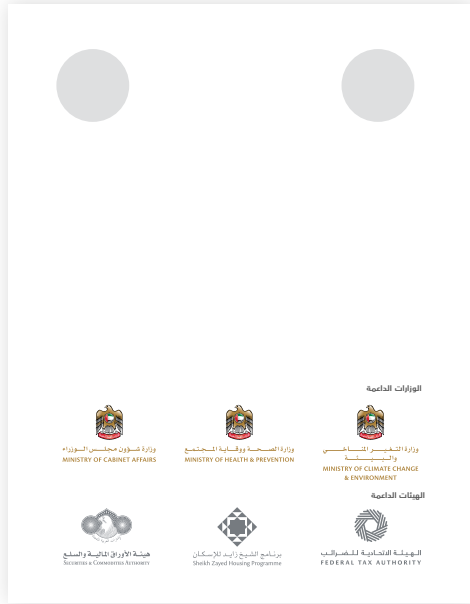 الوزارات الداعمة
وزارة التغيير المناخي
والبيئة
MINISTRY OF CLIMATE CHANGE
& ENVIRONMENT
وزارة الصحة ووقاية المجتمع
MINISTRY OF HEALTH & PREVENTION
وزارة شؤون مجلس الوزراء
MINISTRY OF CABINET AFFAIRS
الهيئات الداعمة
الهيئة الاتحادية للضرائب
FEDERAL TAX AUTHORITY
برنامج الشيخ زايد للإسكان
Sheikh Zayed Housing Programme
هيئة الأوراق المالية والسلع
SECURITIES & COMMODITIES AUTHORITY